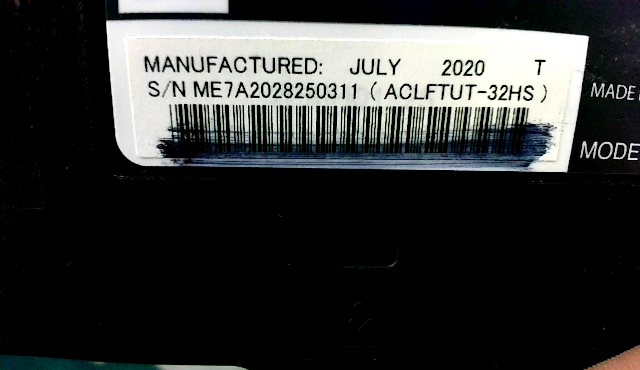 MANUFACTURED: JULY 2020 T
S/N ME7A2028250311 ( ACLFTUT-32HS )
MADE
MODE